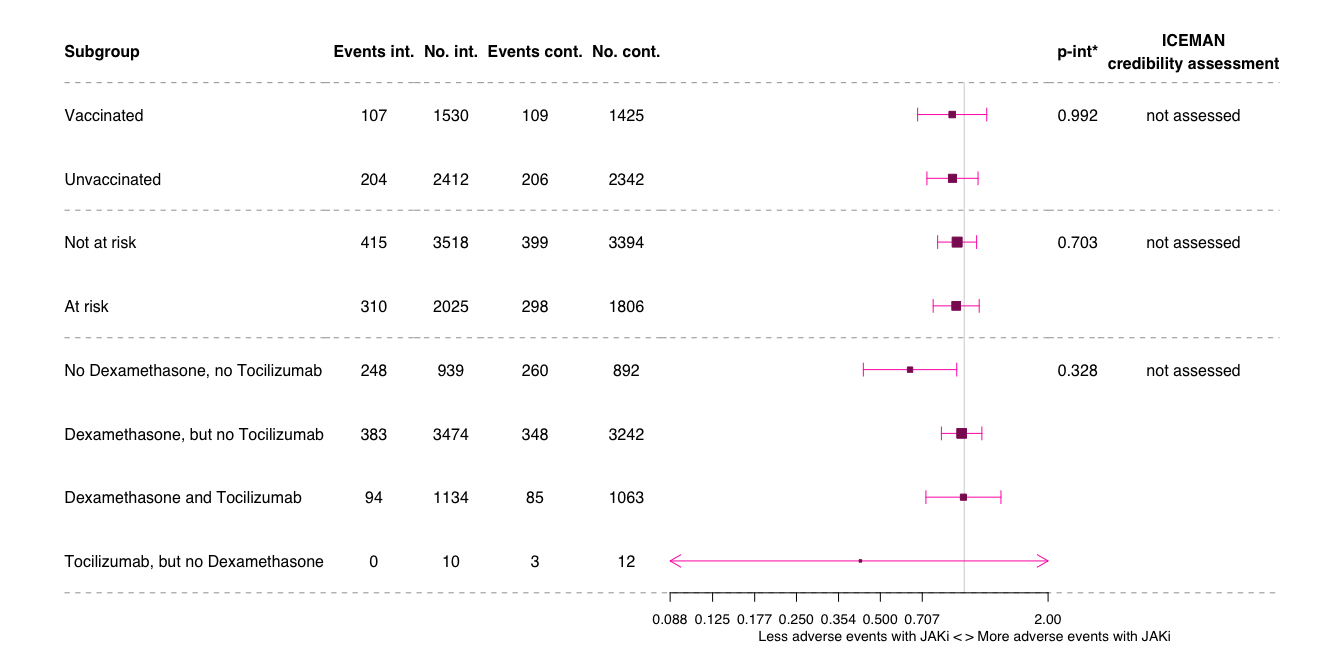 Subgroup Events int. No. int. Events cont. No. cont. p-int* ICEMAN credibility assessment
Vaccinated 107 1530 109 1425 0.992 not assessed
Unvaccinated 204 2412 206 2342
Not at risk 415 3518 399 3394 0.703 not assessed
At risk 310 2025 298 1806
No Dexamethasone, no Tocilizumab 248 939 260 892 0.328 not assessed
Dexamethasone, but no Tocilizumab 383 3474 348 3242
Dexamethasone and Tocilizumab 94 1134 85 1063
Tocilizumab, but no Dexamethasone 0 10 3 12
0.088 0.125 0.177 0.250 0.354 0.500 0.707 2.00
Less adverse events with JAKi < > More adverse events with JAKi